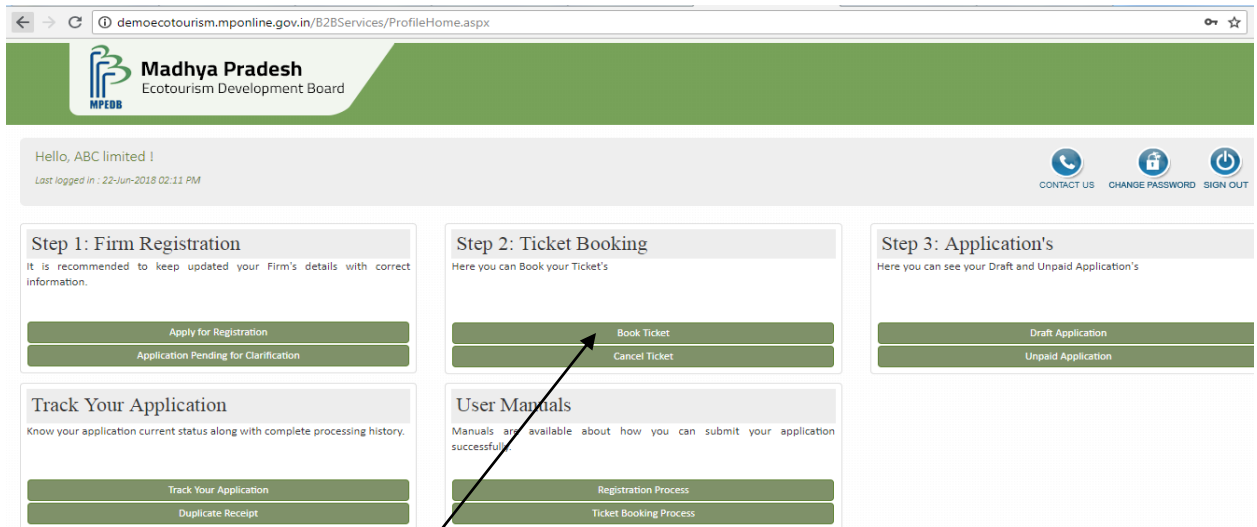 demoecotourism.mponline.gov.in/B2BServices/ProfileHome.aspx
MPEDB
Madhya Pradesh
Ecotourism Development Board
Hello, ABC limited !
Last logged in : 22-Jun-2018 02:11 PM
CONTACT US
CHANGE PASSWORD
SIGN OUT
Step 1: Firm Registration
It is recommended to keep updated your Firm's details with correct
information.
Apply for Registration
Application Pending for Clarification
Step 2: Ticket Booking
Here you can Book your Ticket's
Book Ticket
Cancel Ticket
Step 3: Application's
Here you can see your Draft and Unpaid Application's
Draft Application
Unpaid Application
Track Your Application
Know your application current status along with complete processing history.
Track Your Application
Duplicate Receipt
User Manuals
Manuals are available about how you can submit your application
successfully.
Registration Process
Ticket Booking Process